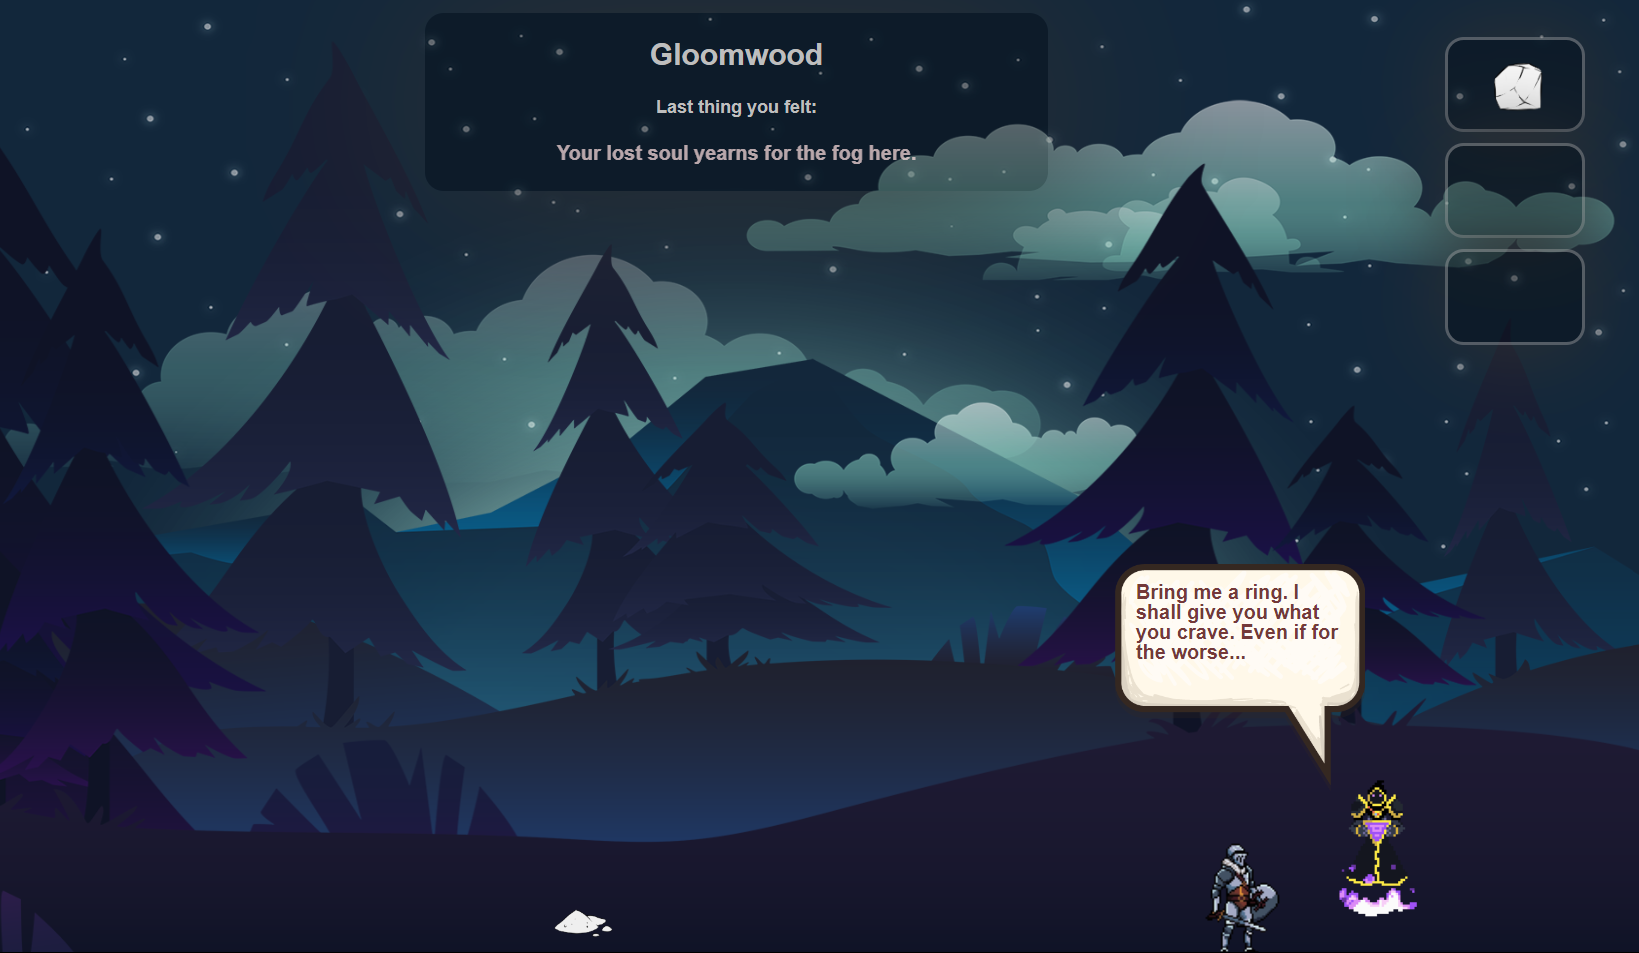 Gloomwood
Last thing you felt:
Your lost soul yearns for the fog here.
Bring me a ring. I
shall give you what
you crave. Even if for
the worse...